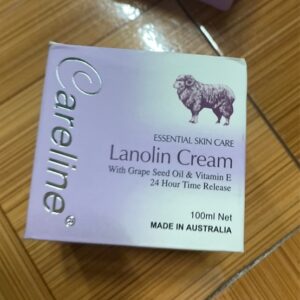 Careline®
ESSENTIAL SKIN CARE
Lanolin Cream
With Grape Seed Oil & Vitamin E
24 Hour Time Release
100ml Net
MADE IN AUSTRALIA